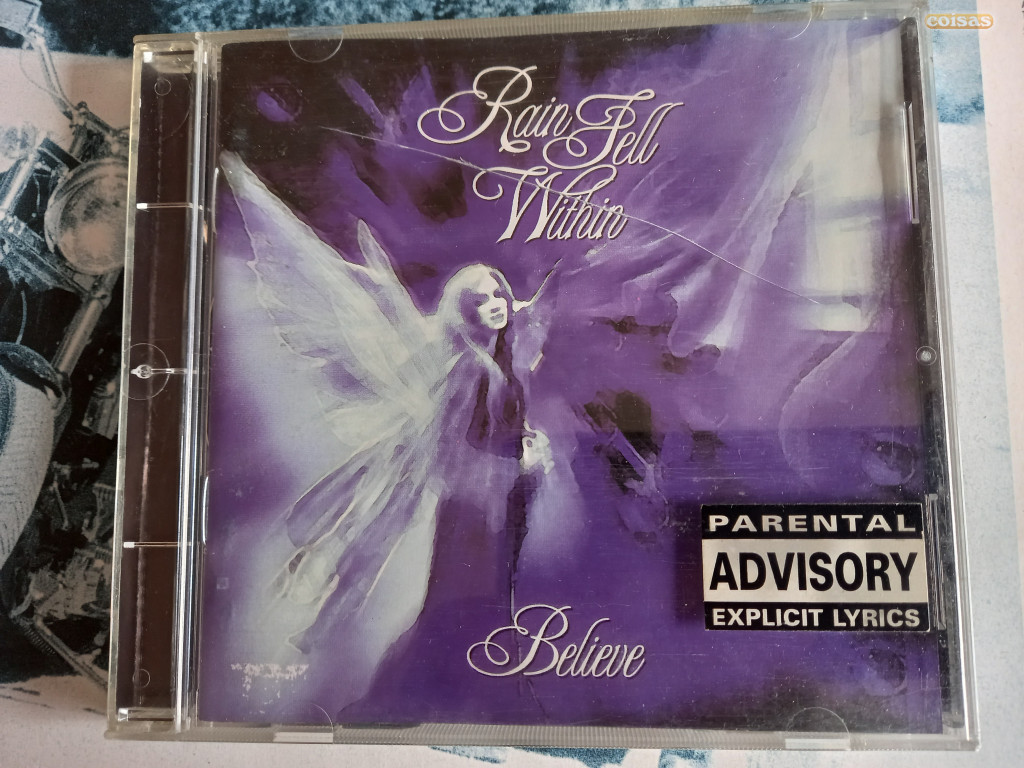 coisas
Rain Fell
Within
PARENTAL
ADVISORY
EXPLICIT LYRICS
Believe